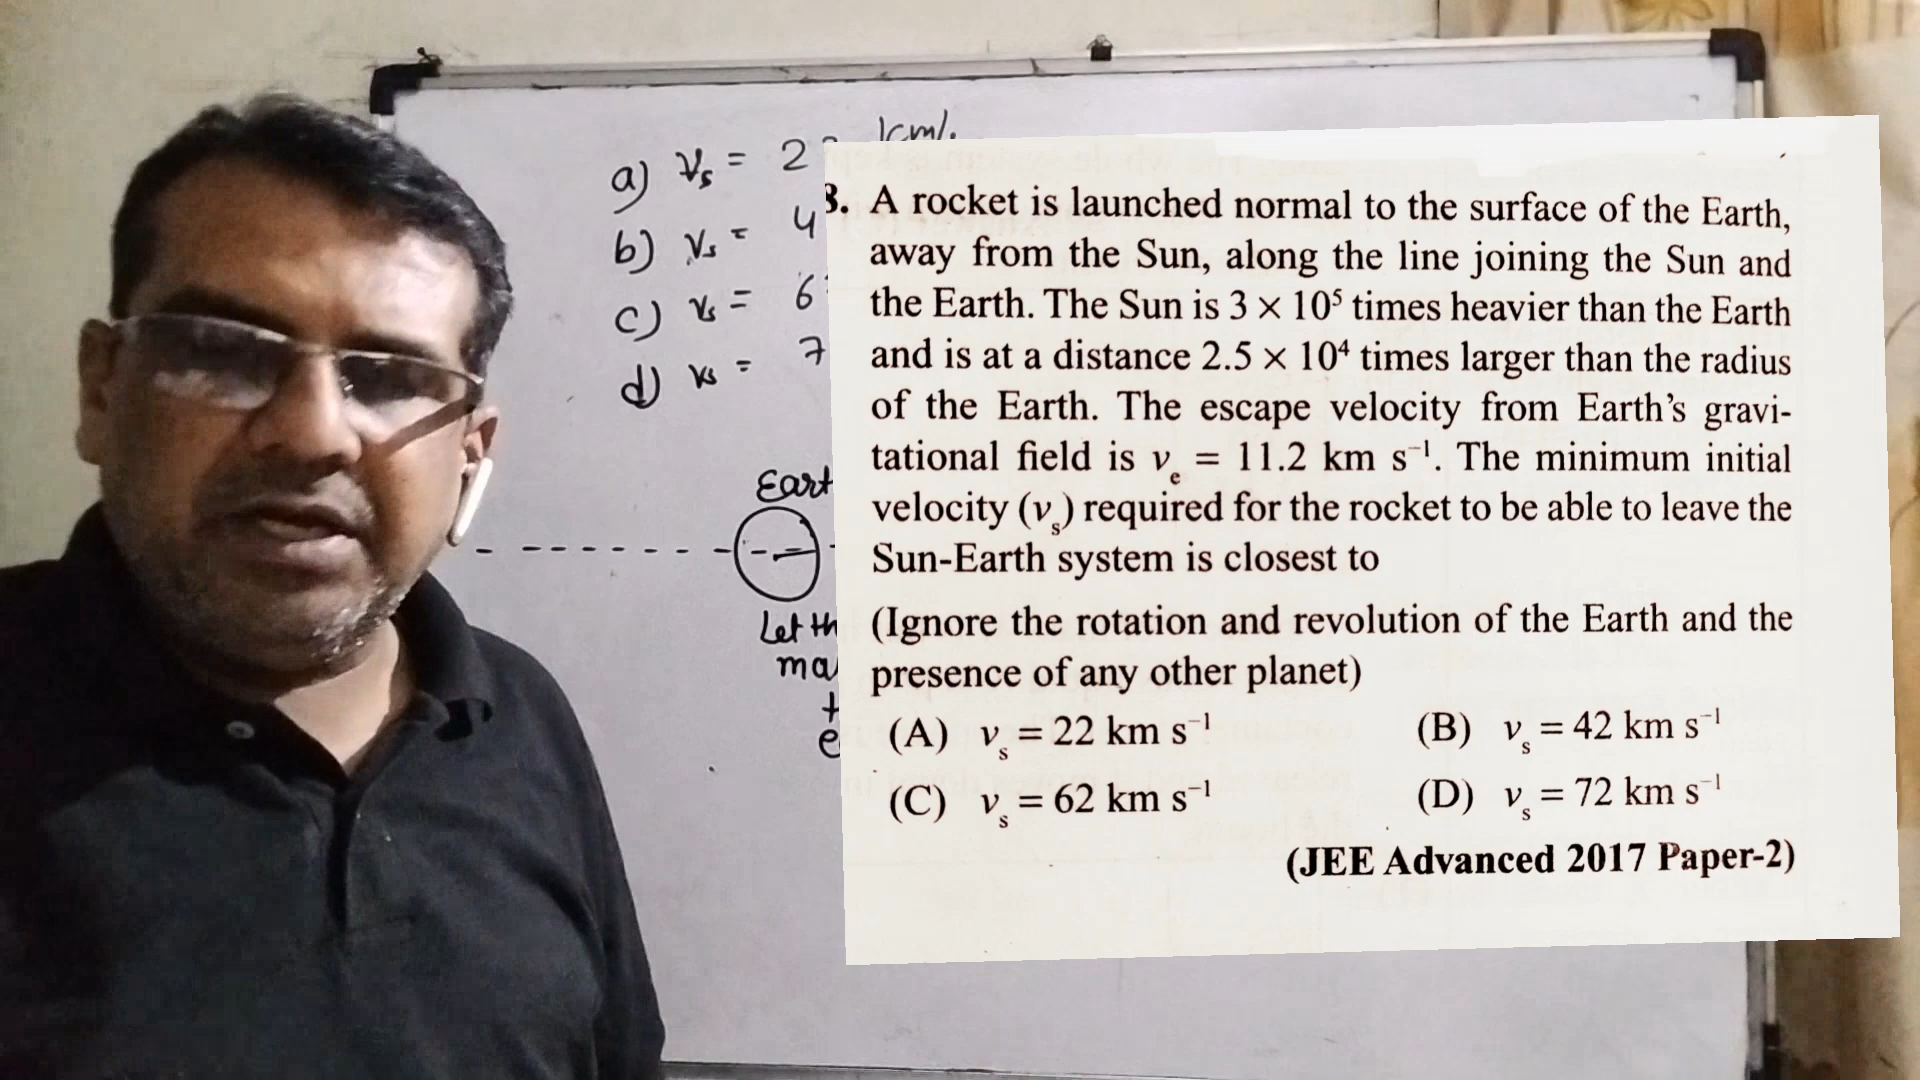 a) Vs = 2 km/.
b) Vs = 4
c) Vs = 6
d) Vs = 7
Eart
Let th
ma
t
e
3. A rocket is launched normal to the surface of the Earth,
away from the Sun, along the line joining the Sun and
the Earth. The Sun is 3 × 10⁵ times heavier than the Earth
and is at a distance 2.5 × 10⁴ times larger than the radius
of the Earth. The escape velocity from Earth's gravi-
tational field is vₑ = 11.2 km s⁻¹. The minimum initial
velocity (vₛ) required for the rocket to be able to leave the
Sun-Earth system is closest to
(Ignore the rotation and revolution of the Earth and the
presence of any other planet)
(A) vₛ = 22 km s⁻¹ (B) vₛ = 42 km s⁻¹
(C) vₛ = 62 km s⁻¹ (D) vₛ = 72 km s⁻¹
(JEE Advanced 2017 Paper-2)